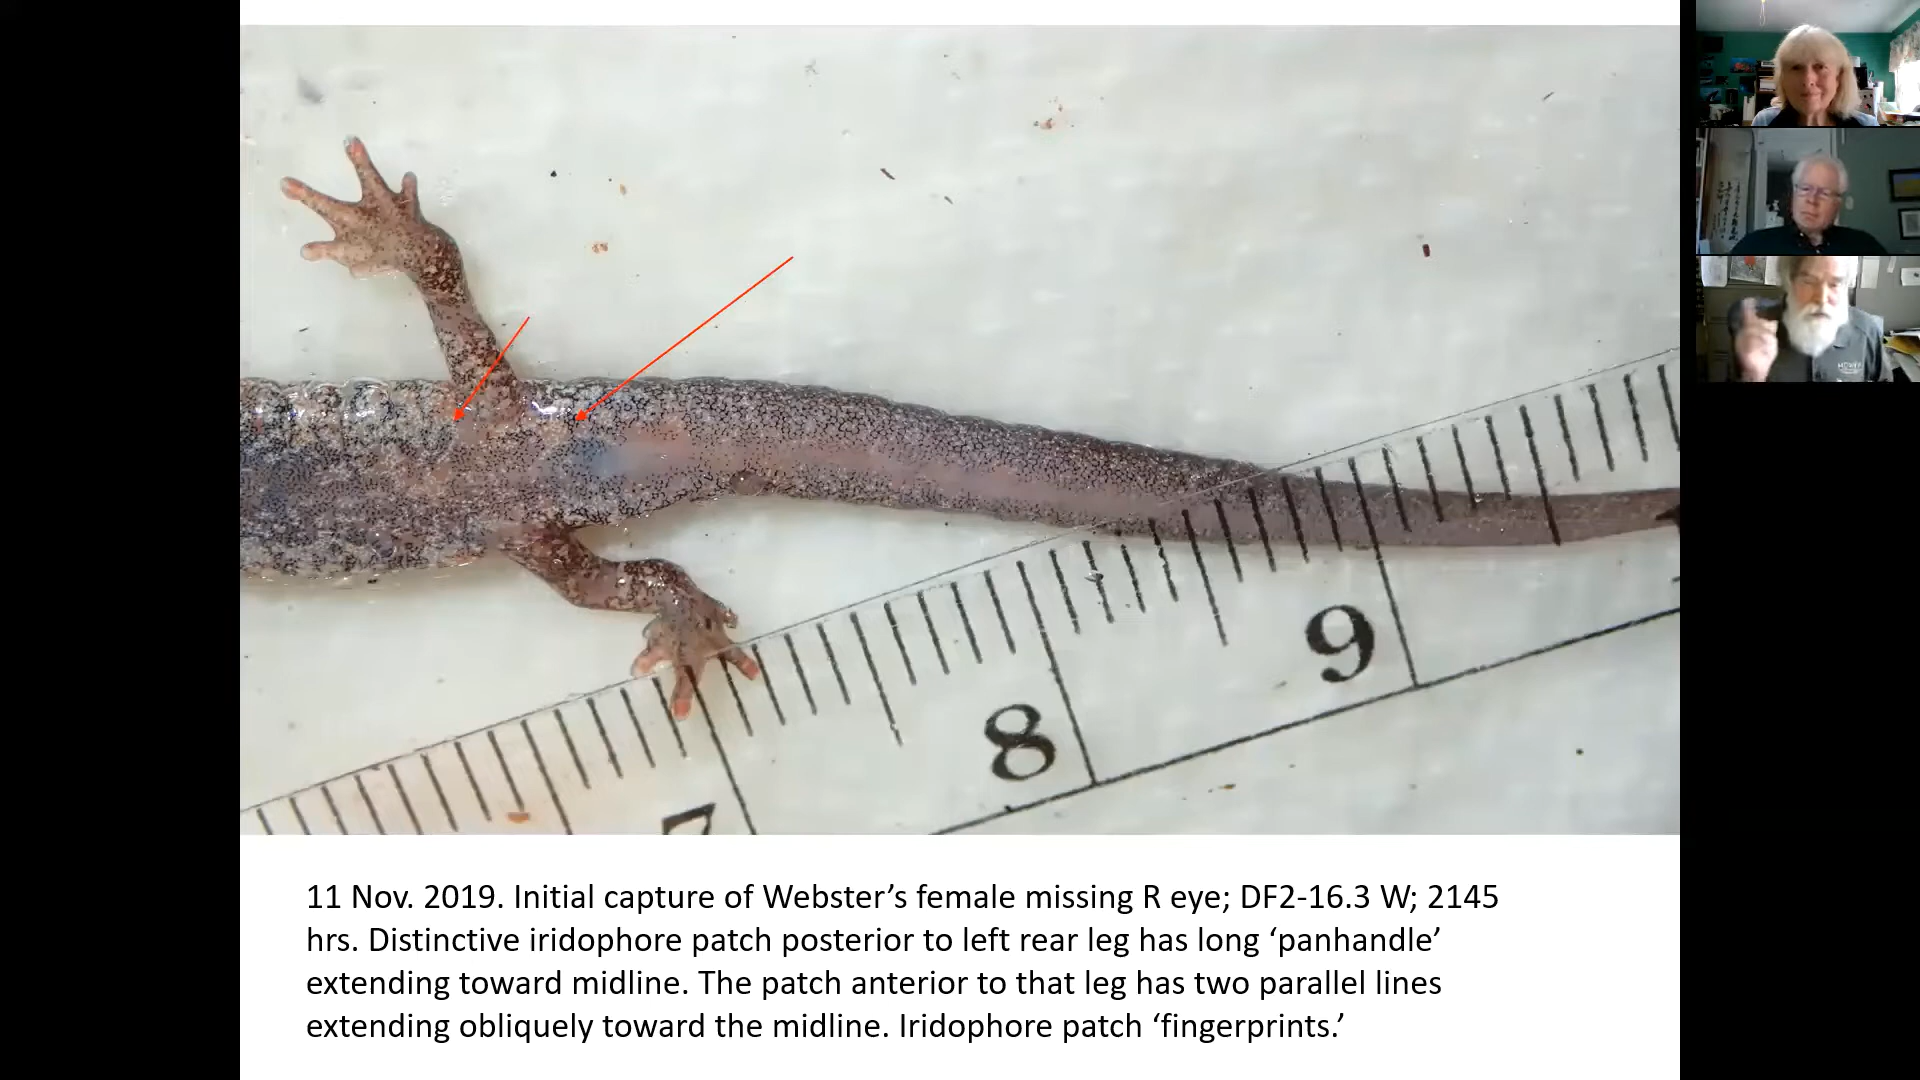 7
8
9
11 Nov. 2019. Initial capture of Webster’s female missing R eye; DF2-16.3 W; 2145
hrs. Distinctive iridophore patch posterior to left rear leg has long ‘panhandle’
extending toward midline. The patch anterior to that leg has two parallel lines
extending obliquely toward the midline. Iridophore patch ‘fingerprints.’